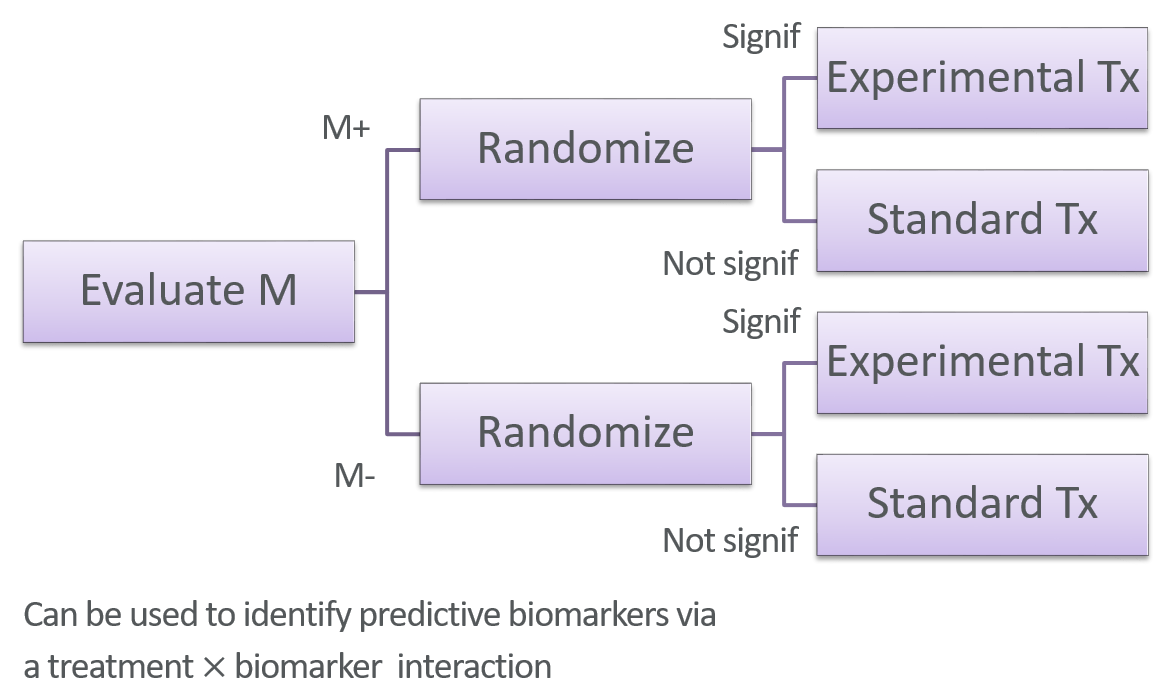 Signif
Experimental Tx
M+
Randomize
Standard Tx
Not signif
Evaluate M
Signif
Experimental Tx
Randomize
M-
Standard Tx
Not signif
Can be used to identify predictive biomarkers via
a treatment × biomarker interaction